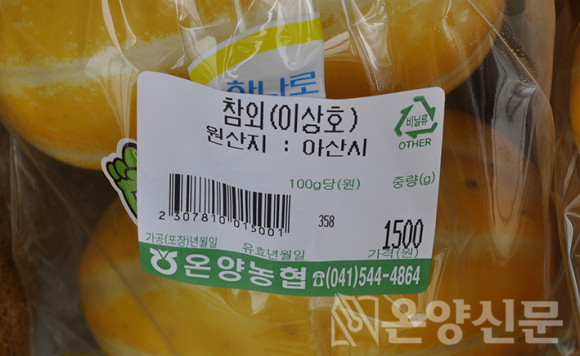 하나로
참외(이상호)
원산지 : 아산시
비닐류
OTHER
100g당(원) 중량(g)
2 307810 015001
358
1500
가공(포장)년월일 유효년월일 가격(원)
온양농협 ☎(041)544-4864
온양신문